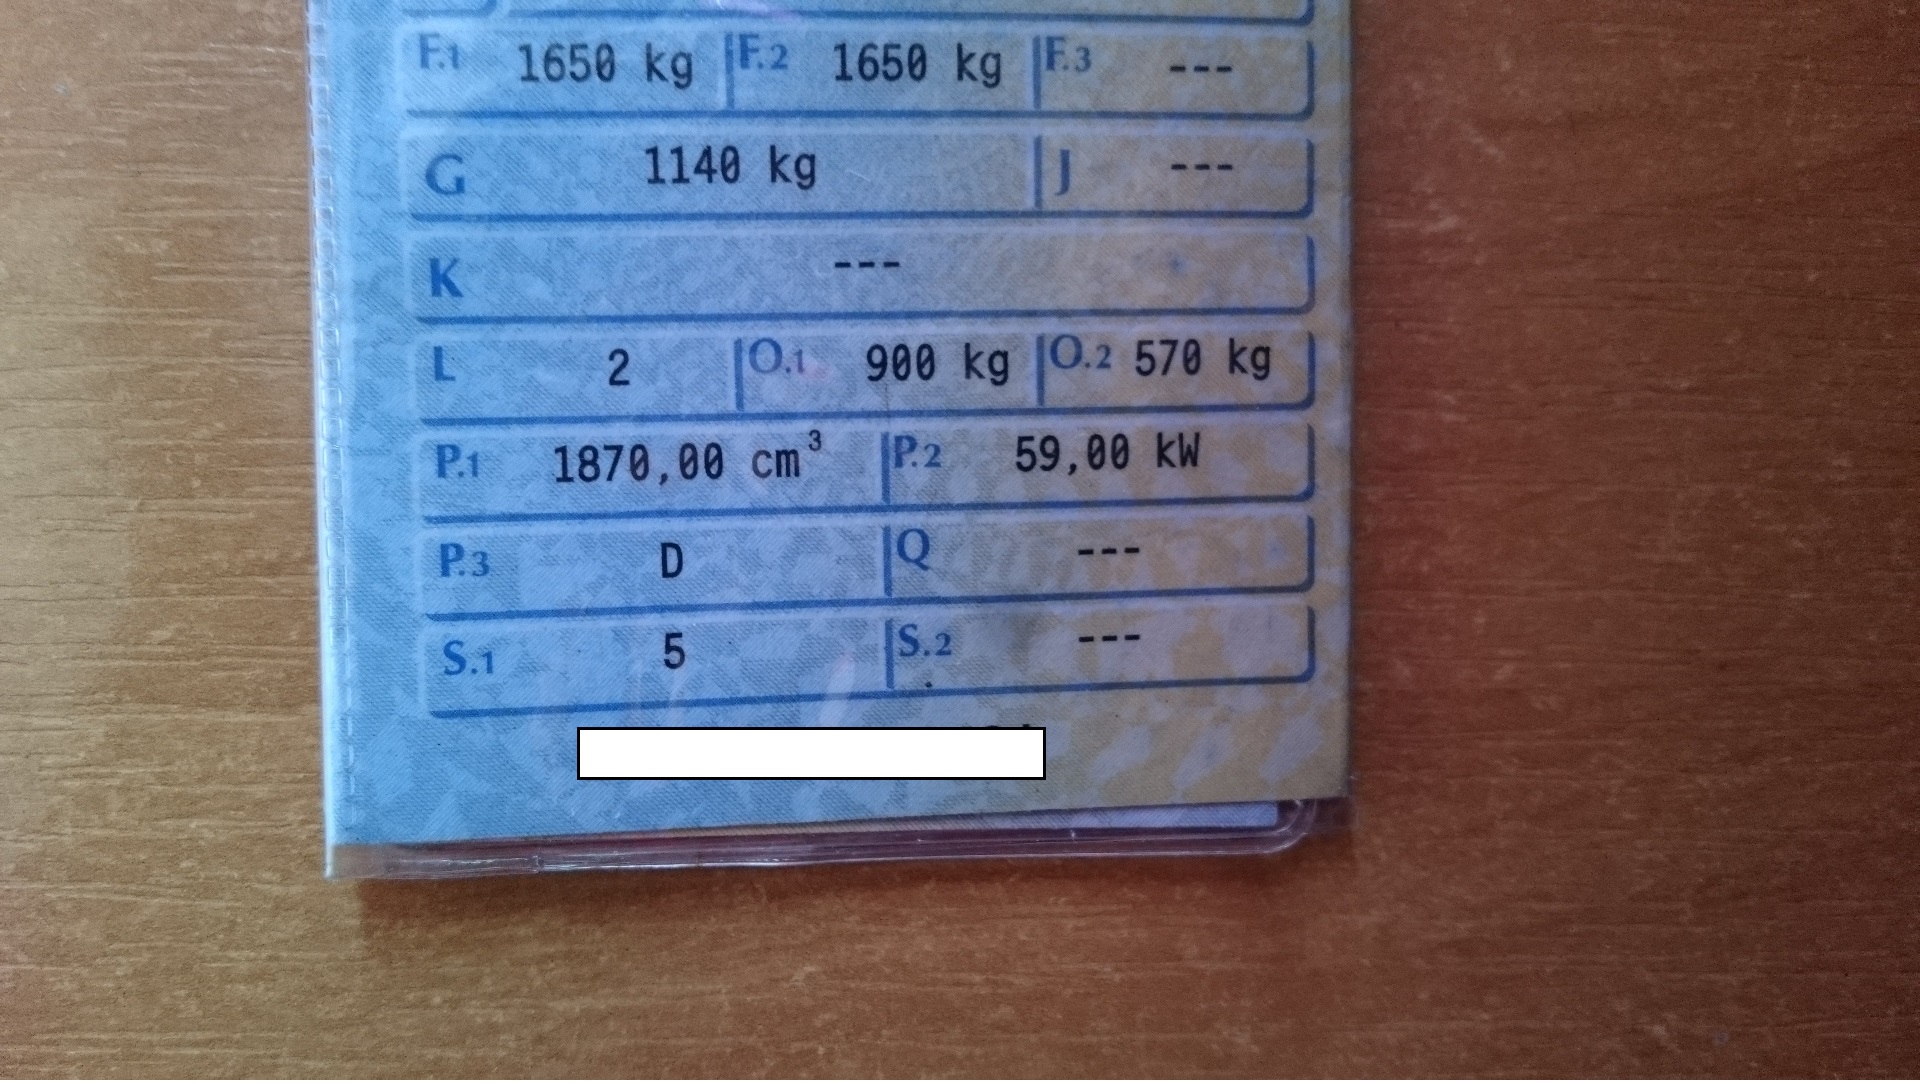 F.1 1650 kg F.2 1650 kg F.3 ---
G 1140 kg J ---
K ---
L 2 O.1 900 kg O.2 570 kg
P.1 1870,00 cm³ P.2 59,00 kW
P.3 D Q ---
S.1 5 S.2 ---